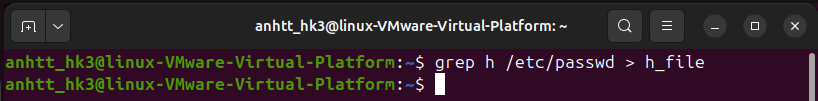 anhtt_hk3@linux-VMware-Virtual-Platform: ~
anhtt_hk3@linux-VMware-Virtual-Platform:~$ grep h /etc/passwd > h_file
anhtt_hk3@linux-VMware-Virtual-Platform:~$